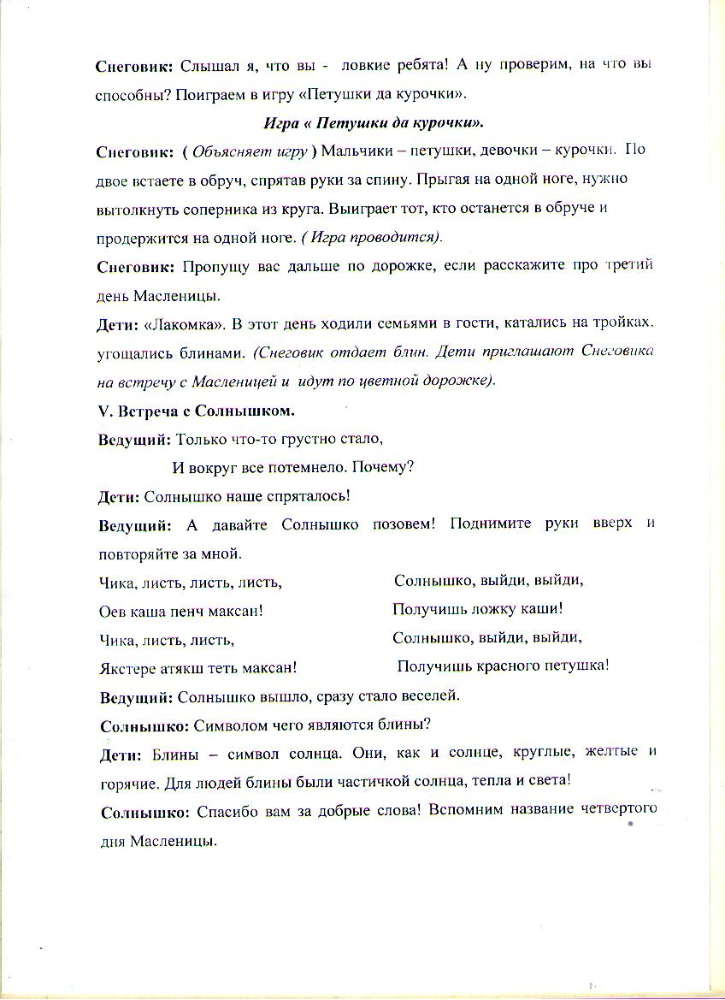 Снеговик: Слышал я, что вы - ловкие ребята! А ну проверим, на что вы
способны? Поиграем в игру «Петушки да курочки».
Игра « Петушки да курочки».
Снеговик: ( Объясняет игру ) Мальчики – петушки, девочки – курочки. По
двое встаете в обруч, спрятав руки за спину. Прыгая на одной ноге, нужно
вытолкнуть соперника из круга. Выиграет тот, кто останется в обруче и
продержится на одной ноге. ( Игра проводится).
Снеговик: Пропущу вас дальше по дорожке, если расскажите про третий
день Масленицы.
Дети: «Лакомка». В этот день ходили семьями в гости, катались на тройках,
угощались блинами. (Снеговик отдает блин. Дети приглашают Снеговика
на встречу с Масленицей и идут по цветной дорожке).
V. Встреча с Солнышком.
Ведущий: Только что-то грустно стало,
И вокруг все потемнело. Почему?
Дети: Солнышко наше спряталось!
Ведущий: А давайте Солнышко позовем! Поднимите руки вверх и
повторяйте за мной.
Чика, листь, листь, листь, Солнышко, выйди, выйди,
Оев каша пенч максан! Получишь ложку каши!
Чика, листь, листь, Солнышко, выйди, выйди,
Якстере атякш теть максан! Получишь красного петушка!
Ведущий: Солнышко вышло, сразу стало веселей.
Солнышко: Символом чего являются блины?
Дети: Блины – символ солнца. Они, как и солнце, круглые, желтые и
горячие. Для людей блины были частичкой солнца, тепла и света!
Солнышко: Спасибо вам за добрые слова! Вспомним название четвертого
дня Масленицы.